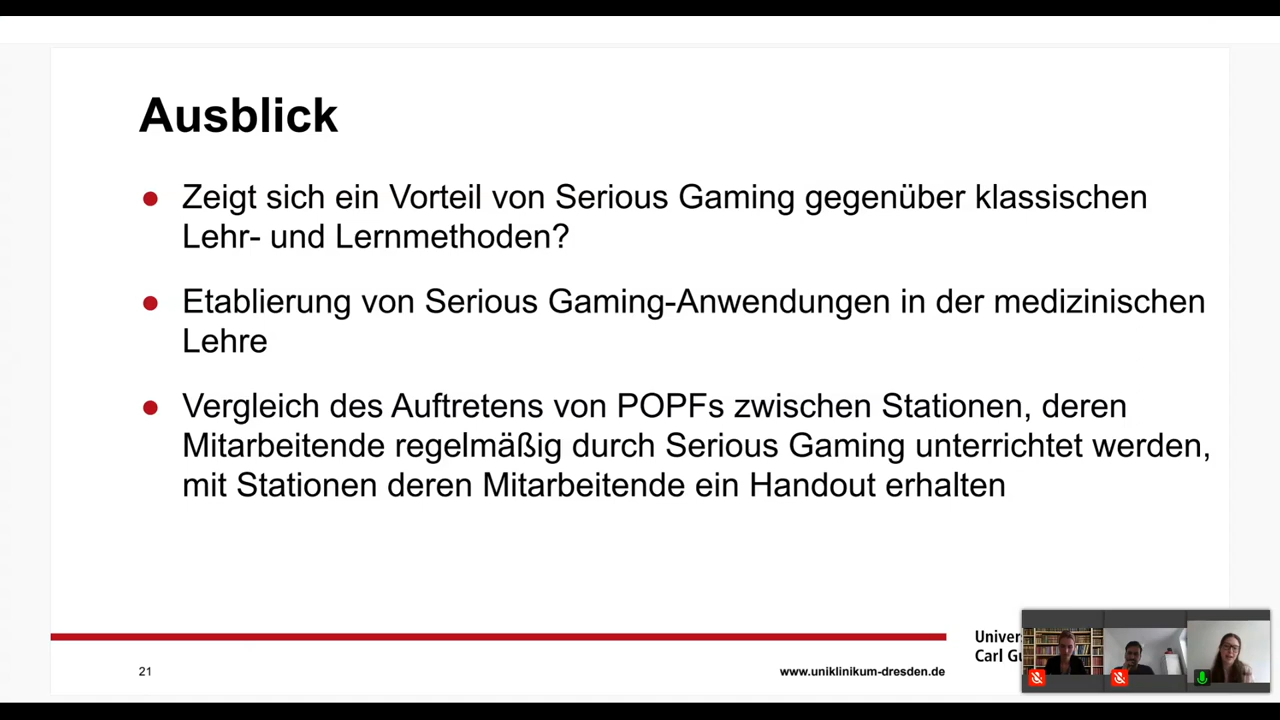 Ausblick
Zeigt sich ein Vorteil von Serious Gaming gegenüber klassischen
Lehr- und Lernmethoden?
Etablierung von Serious Gaming-Anwendungen in der medizinischen
Lehre
Vergleich des Auftretens von POPFs zwischen Stationen, deren
Mitarbeitende regelmäßig durch Serious Gaming unterrichtet werden,
mit Stationen deren Mitarbeitende ein Handout erhalten
21
www.uniklinikum-dresden.de
Carl